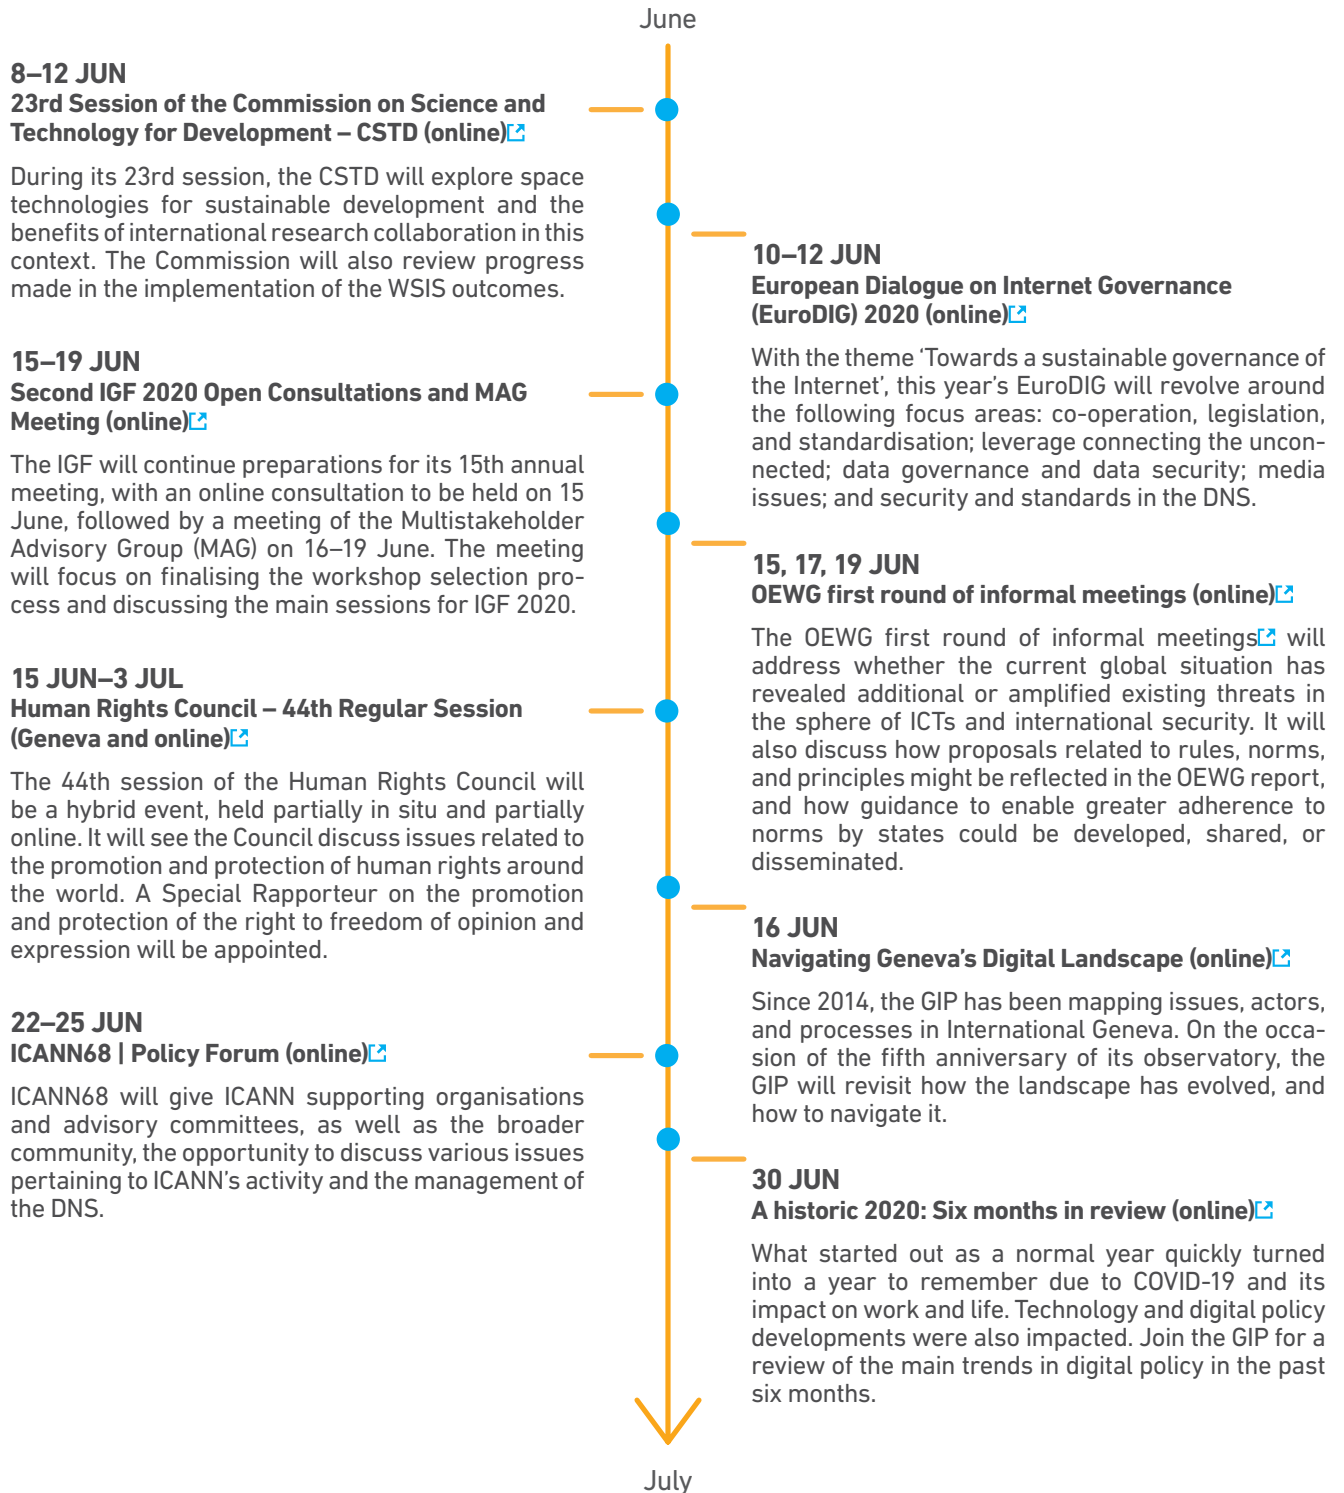 June
8–12 JUN
23rd Session of the Commission on Science and
Technology for Development – CSTD (online)
During its 23rd session, the CSTD will explore space
technologies for sustainable development and the
benefits of international research collaboration in this
context. The Commission will also review progress
made in the implementation of the WSIS outcomes.
10–12 JUN
European Dialogue on Internet Governance
(EuroDIG) 2020 (online)
With the theme ‘Towards a sustainable governance of
the Internet’, this year’s EuroDIG will revolve around
the following focus areas: co-operation, legislation,
and standardisation; leverage connecting the uncon-
nected; data governance and data security; media
issues; and security and standards in the DNS.
15–19 JUN
Second IGF 2020 Open Consultations and MAG
Meeting (online)
The IGF will continue preparations for its 15th annual
meeting, with an online consultation to be held on 15
June, followed by a meeting of the Multistakeholder
Advisory Group (MAG) on 16–19 June. The meeting
will focus on finalising the workshop selection pro-
cess and discussing the main sessions for IGF 2020.
15, 17, 19 JUN
OEWG first round of informal meetings (online)
The OEWG first round of informal meetings will
address whether the current global situation has
revealed additional or amplified existing threats in
the sphere of ICTs and international security. It will
also discuss how proposals related to rules, norms,
and principles might be reflected in the OEWG report,
and how guidance to enable greater adherence to
norms by states could be developed, shared, or
disseminated.
15 JUN–3 JUL
Human Rights Council – 44th Regular Session
(Geneva and online)
The 44th session of the Human Rights Council will
be a hybrid event, held partially in situ and partially
online. It will see the Council discuss issues related to
the promotion and protection of human rights around
the world. A Special Rapporteur on the promotion
and protection of the right to freedom of opinion and
expression will be appointed.
16 JUN
Navigating Geneva’s Digital Landscape (online)
Since 2014, the GIP has been mapping issues, actors,
and processes in International Geneva. On the occa-
sion of the fifth anniversary of its observatory, the
GIP will revisit how the landscape has evolved, and
how to navigate it.
22–25 JUN
ICANN68 | Policy Forum (online)
ICANN68 will give ICANN supporting organisations
and advisory committees, as well as the broader
community, the opportunity to discuss various issues
pertaining to ICANN’s activity and the management of
the DNS.
30 JUN
A historic 2020: Six months in review (online)
What started out as a normal year quickly turned
into a year to remember due to COVID-19 and its
impact on work and life. Technology and digital policy
developments were also impacted. Join the GIP for a
review of the main trends in digital policy in the past
six months.
July